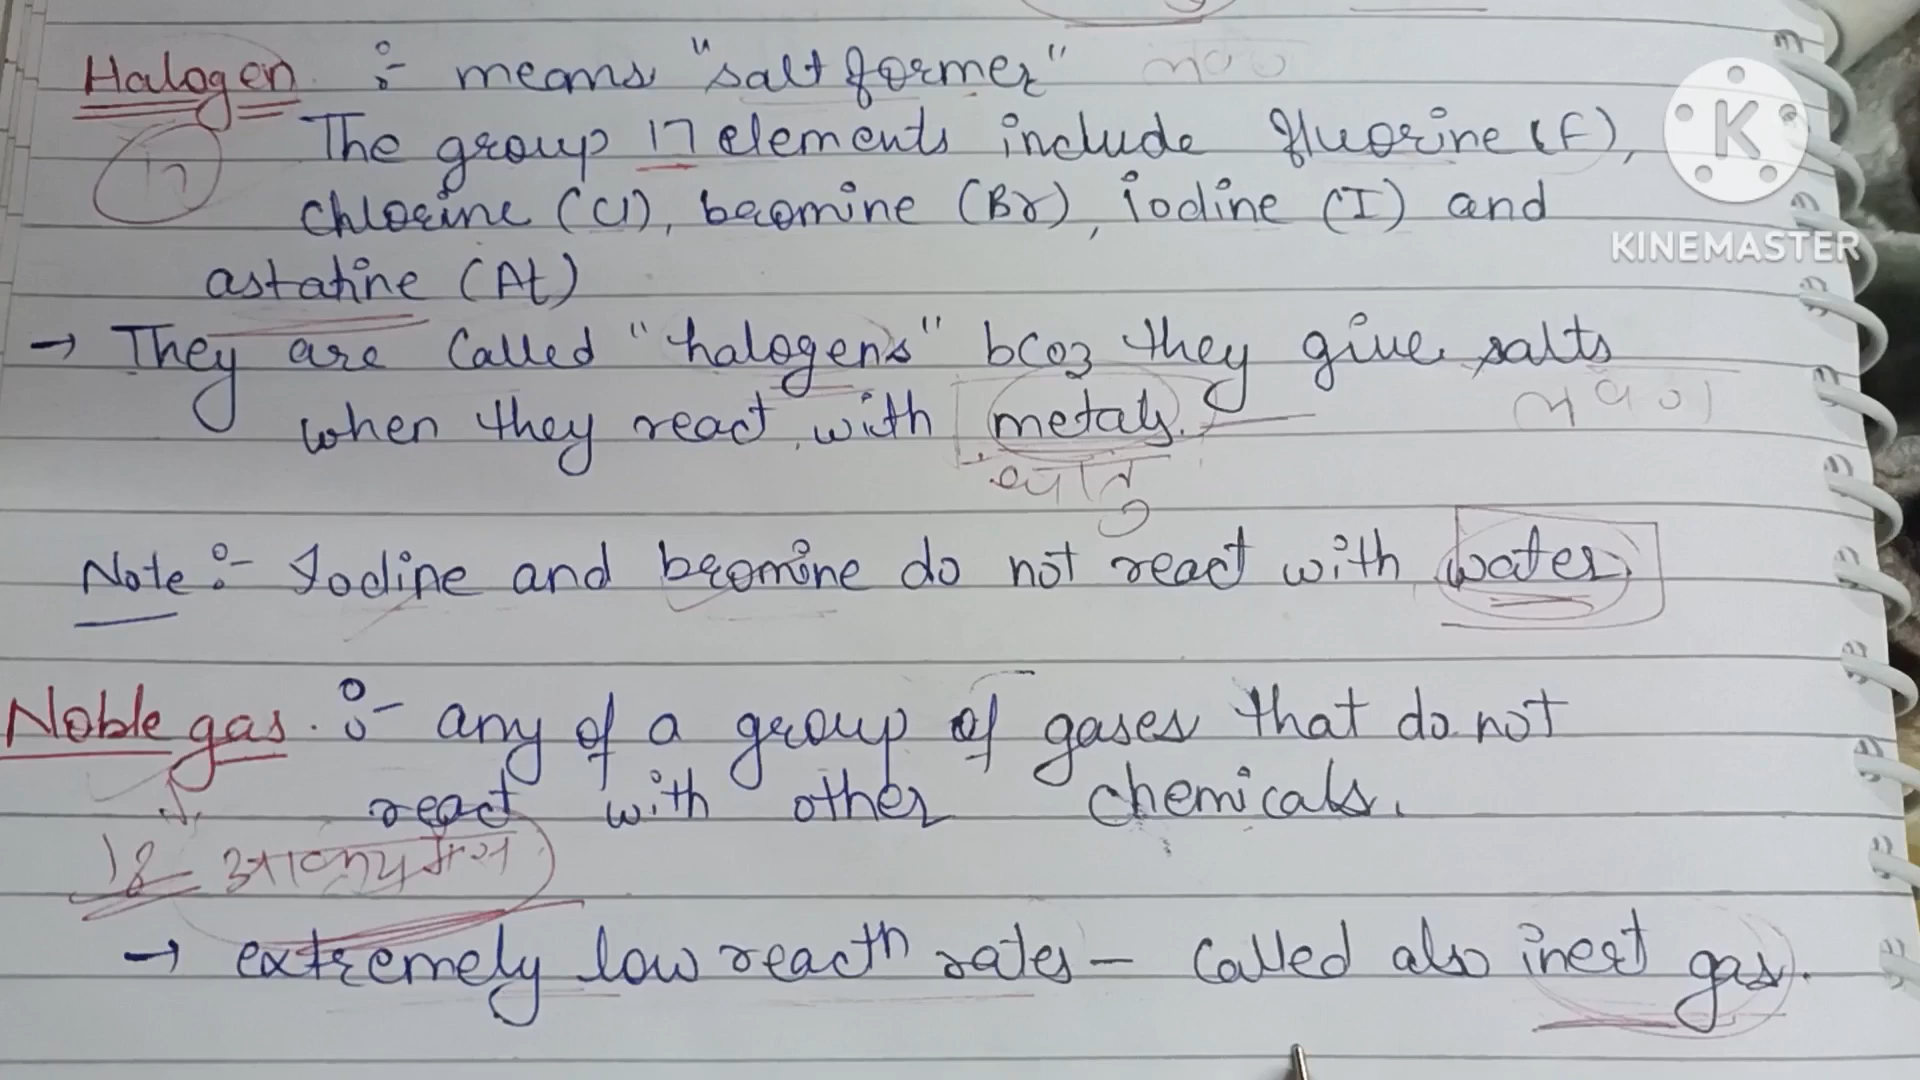 Halogen :- means "salt former"
17
The group 17 elements include fluorine (F),
chlorine (Cl), bromine (Br), iodine (I) and
astatine (At)
→ They are called "halogens" bcoz they give salts
when they react with metals.
धातु
Note :- Iodine and bromine do not react with water.
Noble gas. :- any of a group of gases that do not
react with other chemicals.
18
→ extremely low reactn rates - called also inert gas.
K
KINEMASTER